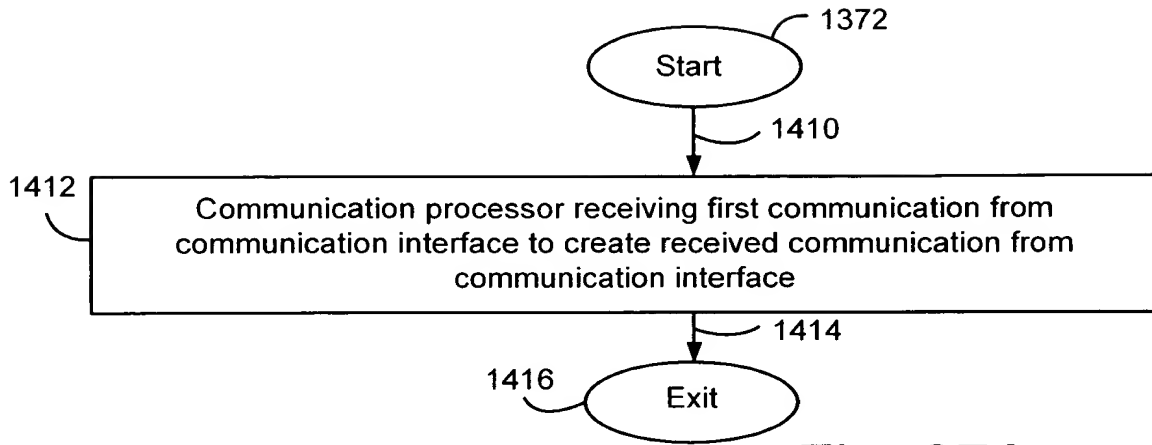 1372
Start
1410
1412
Communication processor receiving first communication from
communication interface to create received communication from
communication interface
1414
1416
Exit